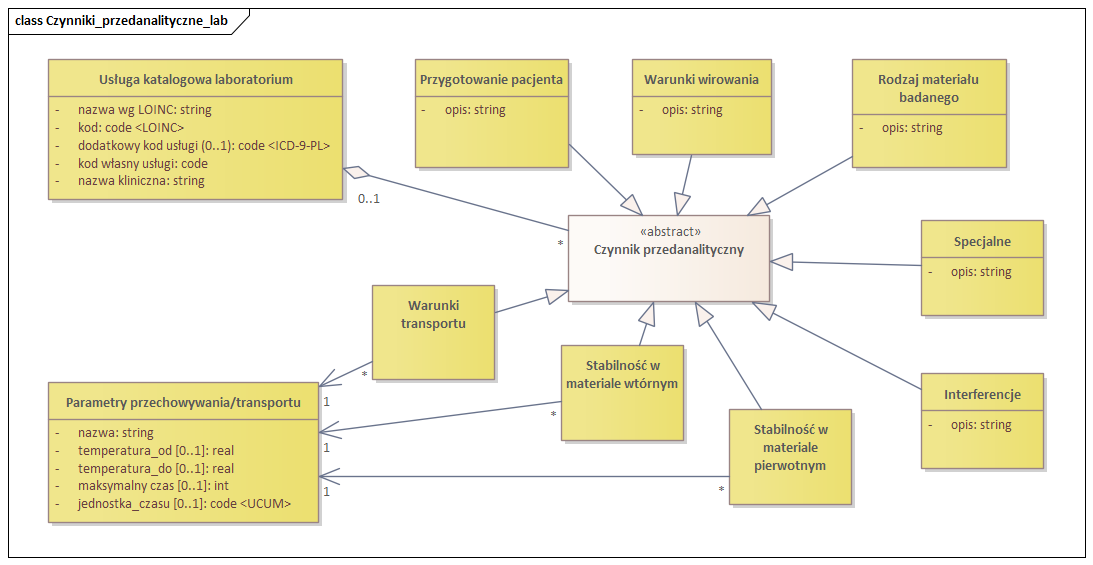 class Czynniki_przedanalityczne_lab
Usługa katalogowa laboratorium
- nazwa wg LOINC: string
- kod: code <LOINC>
- dodatkowy kod usługi (0..1): code <ICD-9-PL>
- kod własny usługi: code
- nazwa kliniczna: string
Przygotowanie pacjenta
- opis: string
Warunki wirowania
- opis: string
Rodzaj materiału
badanego
- opis: string
0..1
*
«abstract»
Czynnik przedanalityczny
Specjalne
- opis: string
Warunki
transportu
*
1
Stabilność w
materiale wtórnym
*
1
Stabilność w
materiale
pierwotnym
*
1
Interferencje
- opis: string
Parametry przechowywania/transportu
- nazwa: string
- temperatura_od [0..1]: real
- temperatura_do [0..1]: real
- maksymalny czas [0..1]: int
- jednostka_czasu [0..1]: code <UCUM>